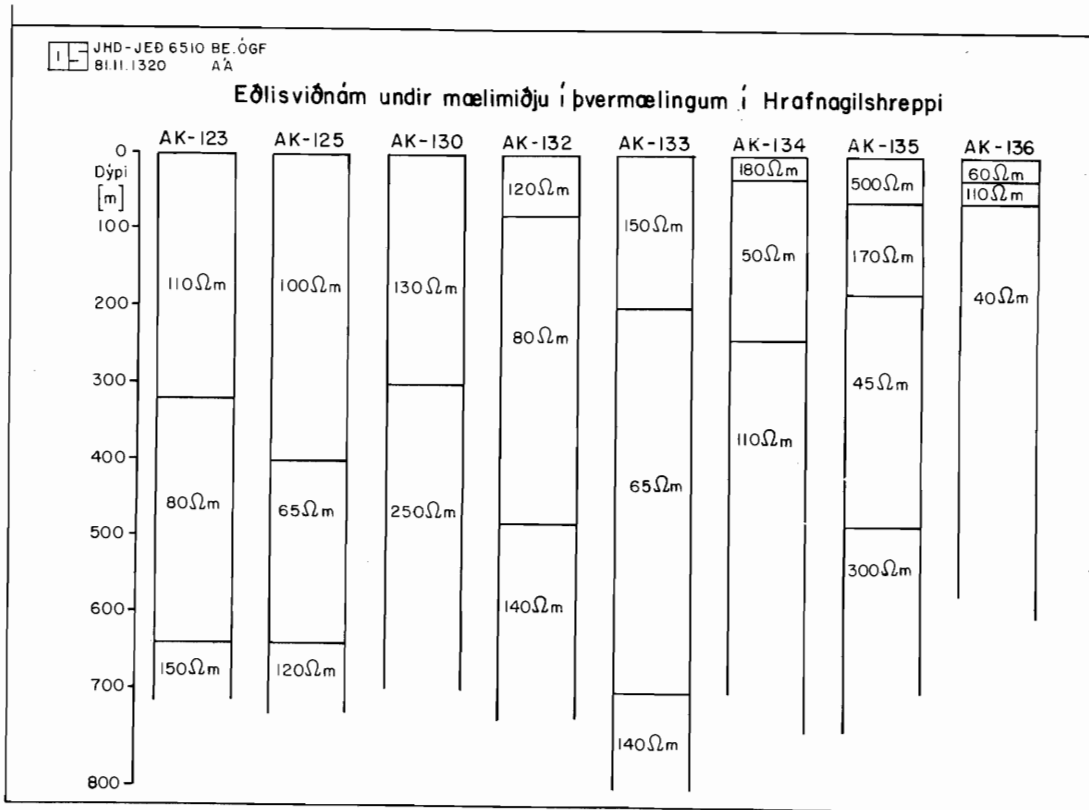 JHD-JEÐ 6510 BE.ÓGF
81.11.1320 AA
Eðlisviðnám undir mælimiðju í þvermælingum í Hrafnagilshreppi
AK-123 AK-125 AK-130 AK-132 AK-133 AK-134 AK-135 AK-136
0
Dýpi
[m]
100
200
300
400
500
600
700
800
110Ωm
80Ωm
150Ωm
100Ωm
65Ωm
120Ωm
130Ωm
250Ωm
120Ωm
80Ωm
140Ωm
150Ωm
65Ωm
140Ωm
180Ωm
50Ωm
110Ωm
500Ωm
170Ωm
45Ωm
300Ωm
60Ωm
110Ωm
40Ωm